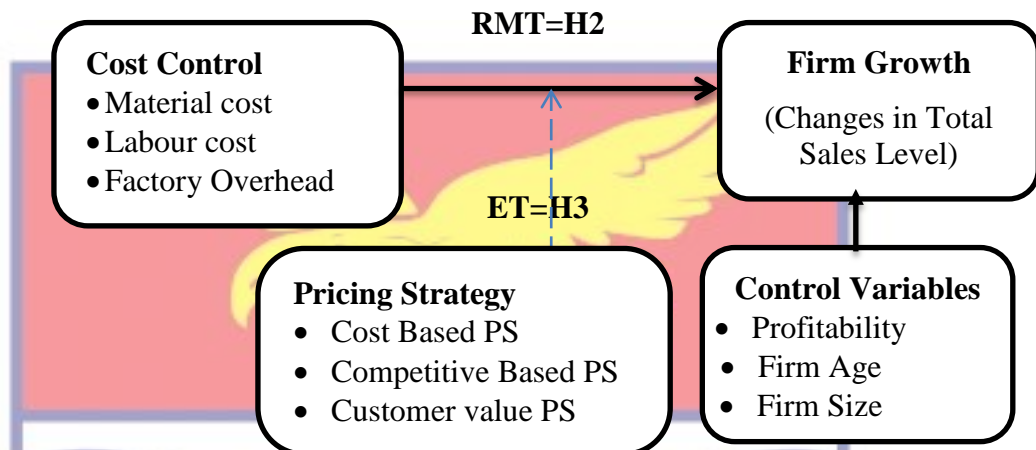 RMT=H2
Cost Control
• Material cost
• Labour cost
• Factory Overhead
Firm Growth
(Changes in Total
Sales Level)
ET=H3
Pricing Strategy
• Cost Based PS
• Competitive Based PS
• Customer value PS
Control Variables
• Profitability
• Firm Age
• Firm Size